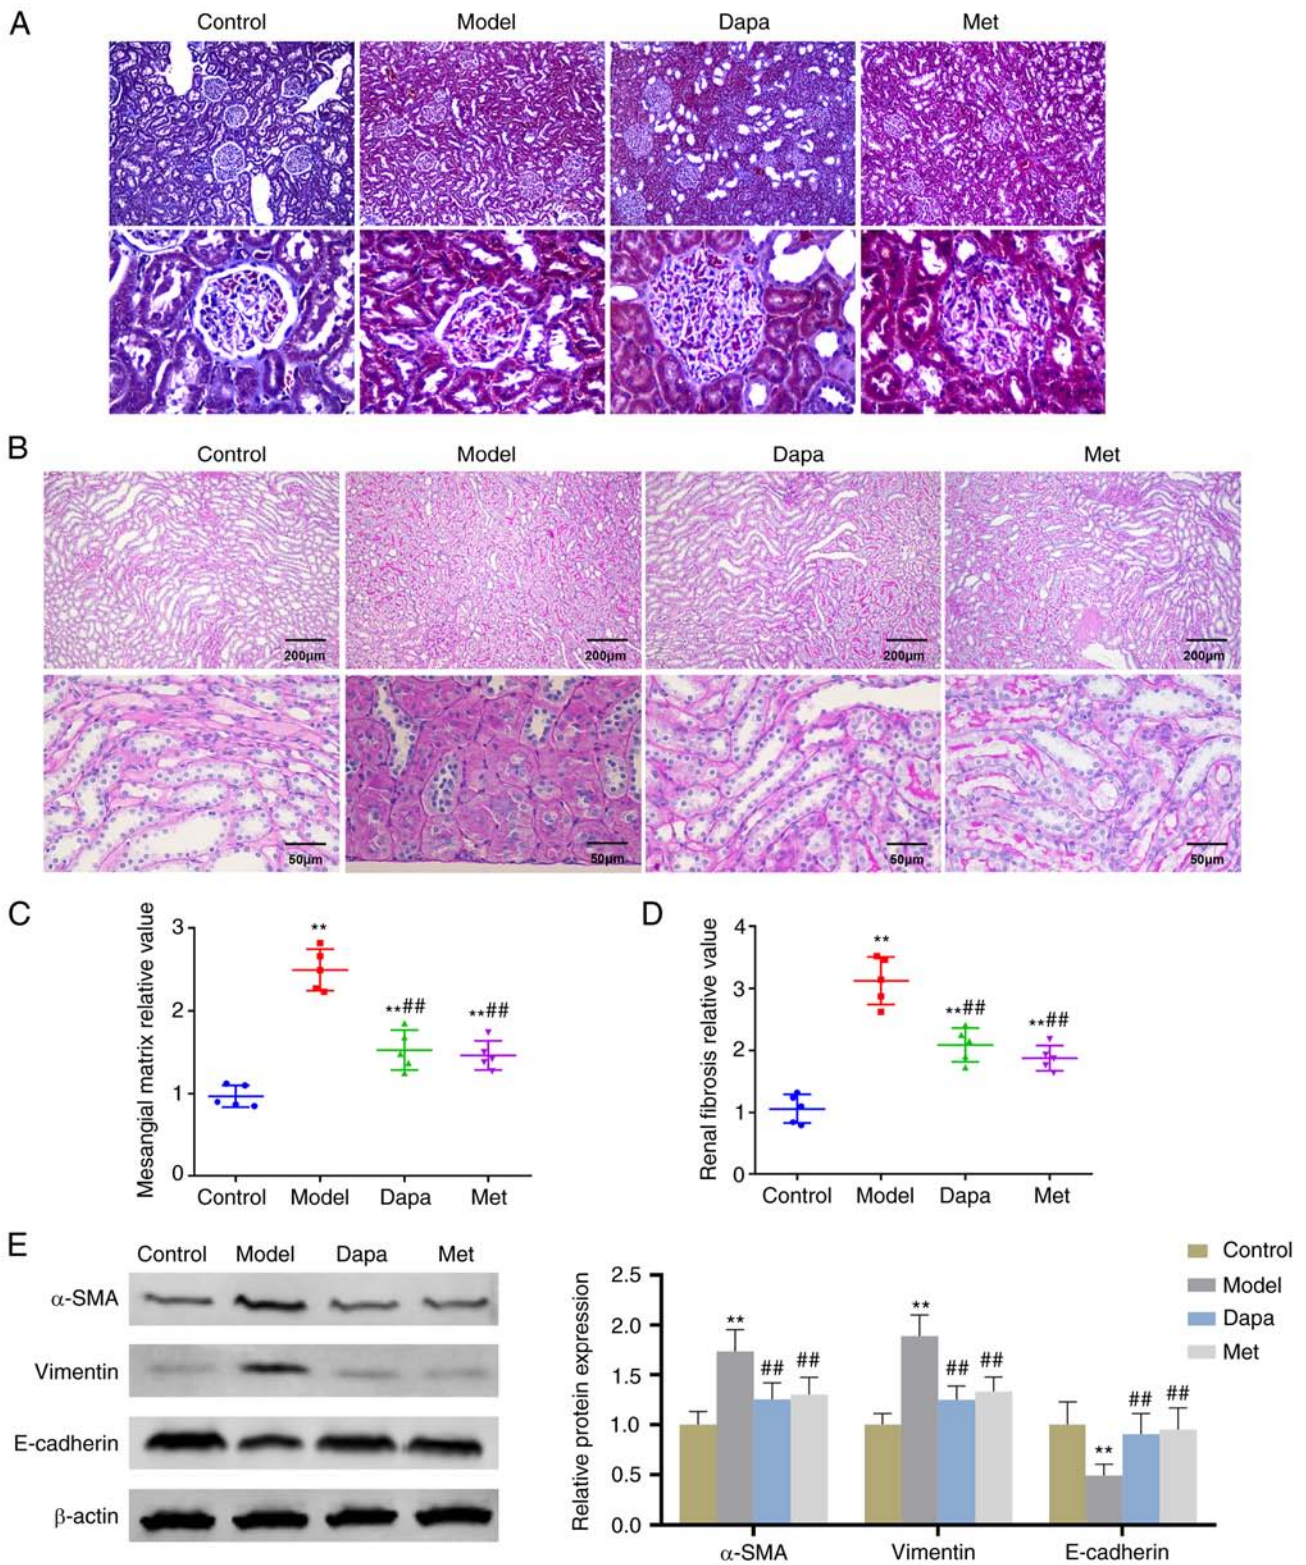 A
Control Model Dapa Met
B
Control Model Dapa Met
200μm 200μm 200μm 200μm
50μm 50μm 50μm 50μm
C
Mesangial matrix relative value
3
2
1
0
**
**##
**##
Control Model Dapa Met
D
Renal fibrosis relative value
4
3
2
1
0
**
**##
**##
Control Model Dapa Met
E
Control Model Dapa Met
α-SMA
Vimentin
E-cadherin
β-actin
Relative protein expression
2.5
2.0
1.5
1.0
0.5
0.0
** ## ##
** ## ##
** ## ##
α-SMA Vimentin E-cadherin
Control
Model
Dapa
Met